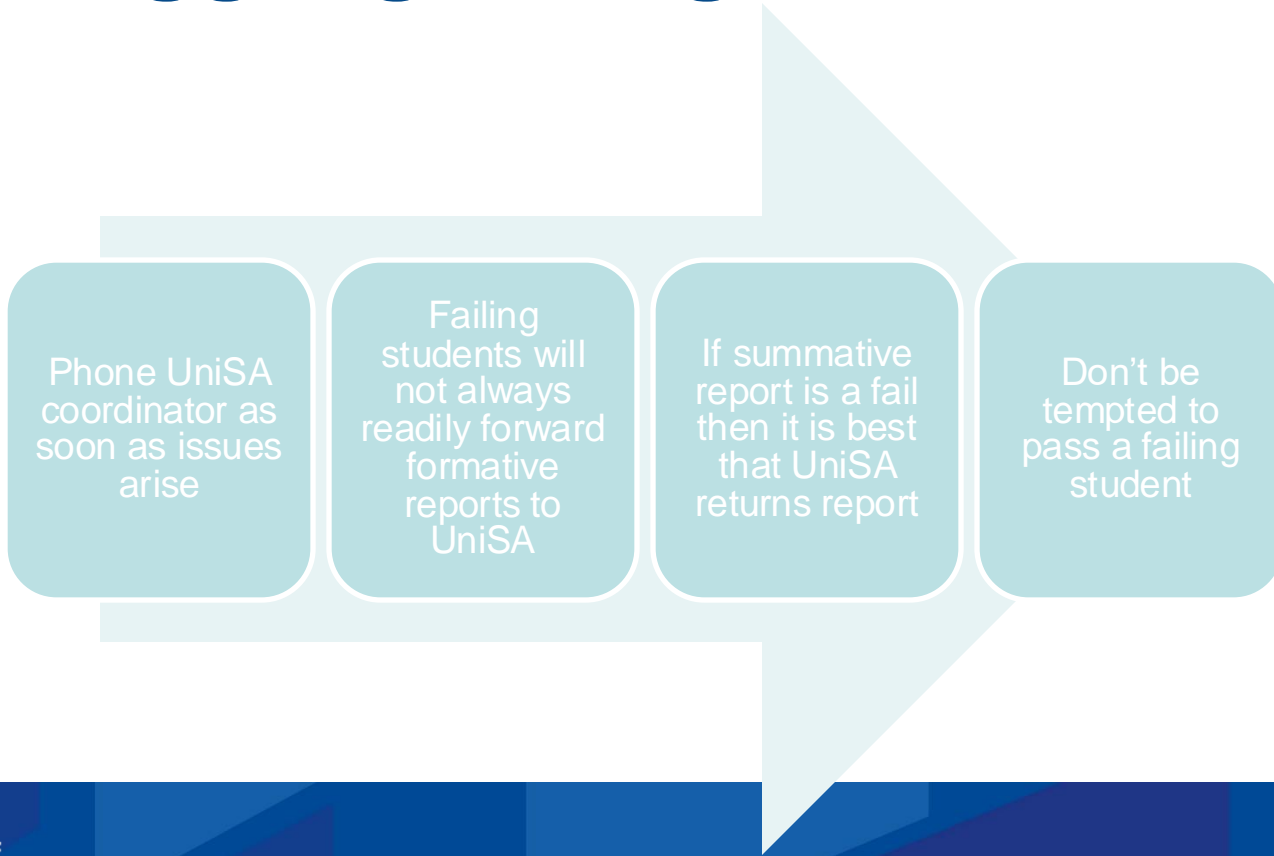 Phone UniSA
coordinator as
soon as issues
arise
Failing
students will
not always
readily forward
formative
reports to
UniSA
If summative
report is a fail
then it is best
that UniSA
returns report
Don't be
tempted to
pass a failing
student